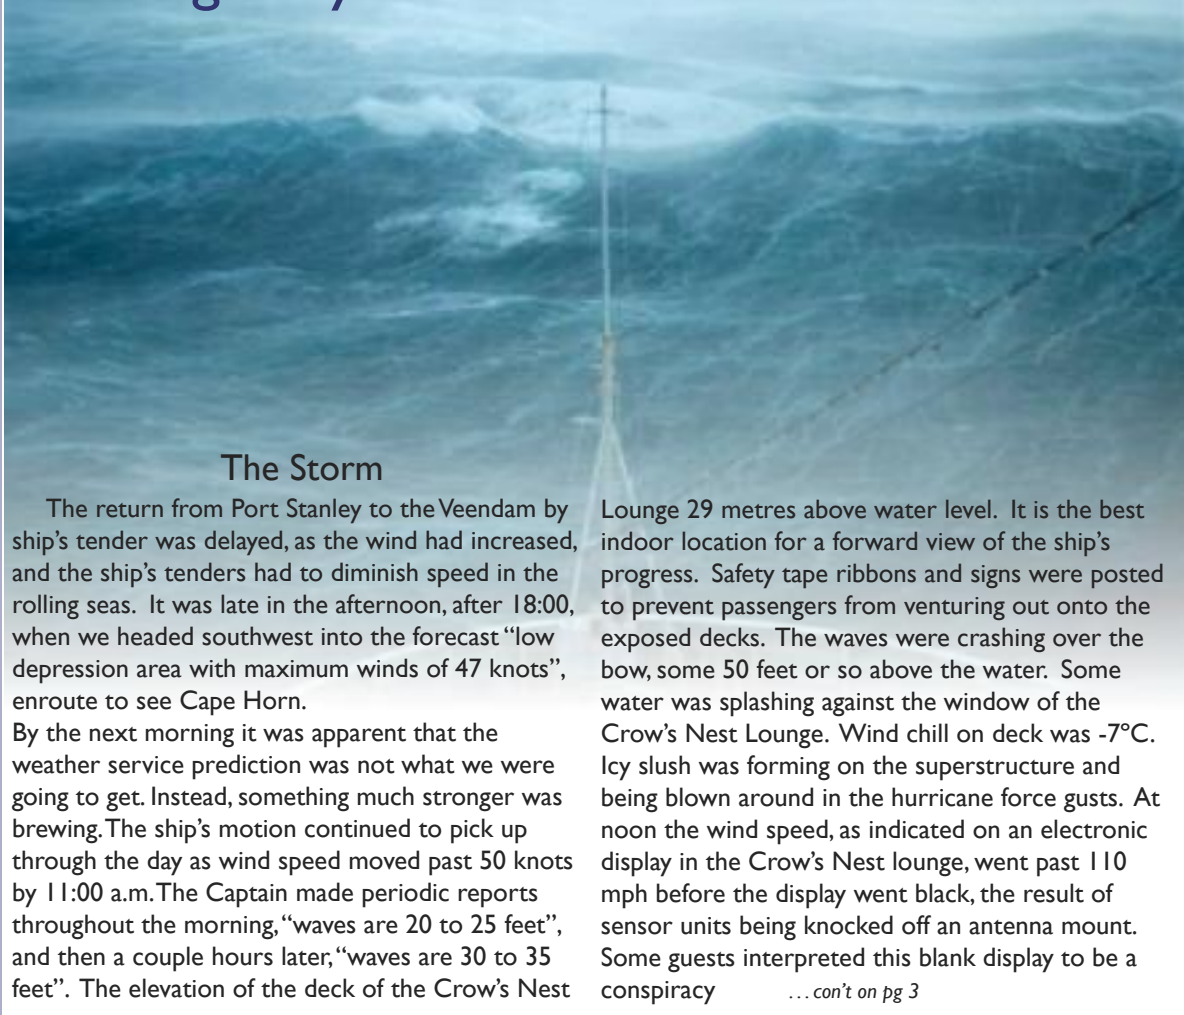 The Storm
The return from Port Stanley to the Veendam by
ship's tender was delayed, as the wind had increased,
and the ship's tenders had to diminish speed in the
rolling seas. It was late in the afternoon, after 18:00,
when we headed southwest into the forecast “low
depression area with maximum winds of 47 knots”,
enroute to see Cape Horn.
By the next morning it was apparent that the
weather service prediction was not what we were
going to get. Instead, something much stronger was
brewing. The ship's motion continued to pick up
through the day as wind speed moved past 50 knots
by 11:00 a.m. The Captain made periodic reports
throughout the morning, “waves are 20 to 25 feet”,
and then a couple hours later, “waves are 30 to 35
feet”. The elevation of the deck of the Crow's Nest
Lounge 29 metres above water level. It is the best
indoor location for a forward view of the ship's
progress. Safety tape ribbons and signs were posted
to prevent passengers from venturing out onto the
exposed decks. The waves were crashing over the
bow, some 50 feet or so above the water. Some
water was splashing against the window of the
Crow's Nest Lounge. Wind chill on deck was -7ºC.
Icy slush was forming on the superstructure and
being blown around in the hurricane force gusts. At
noon the wind speed, as indicated on an electronic
display in the Crow's Nest lounge, went past 110
mph before the display went black, the result of
sensor units being knocked off an antenna mount.
Some guests interpreted this blank display to be a
conspiracy ...con't on pg 3